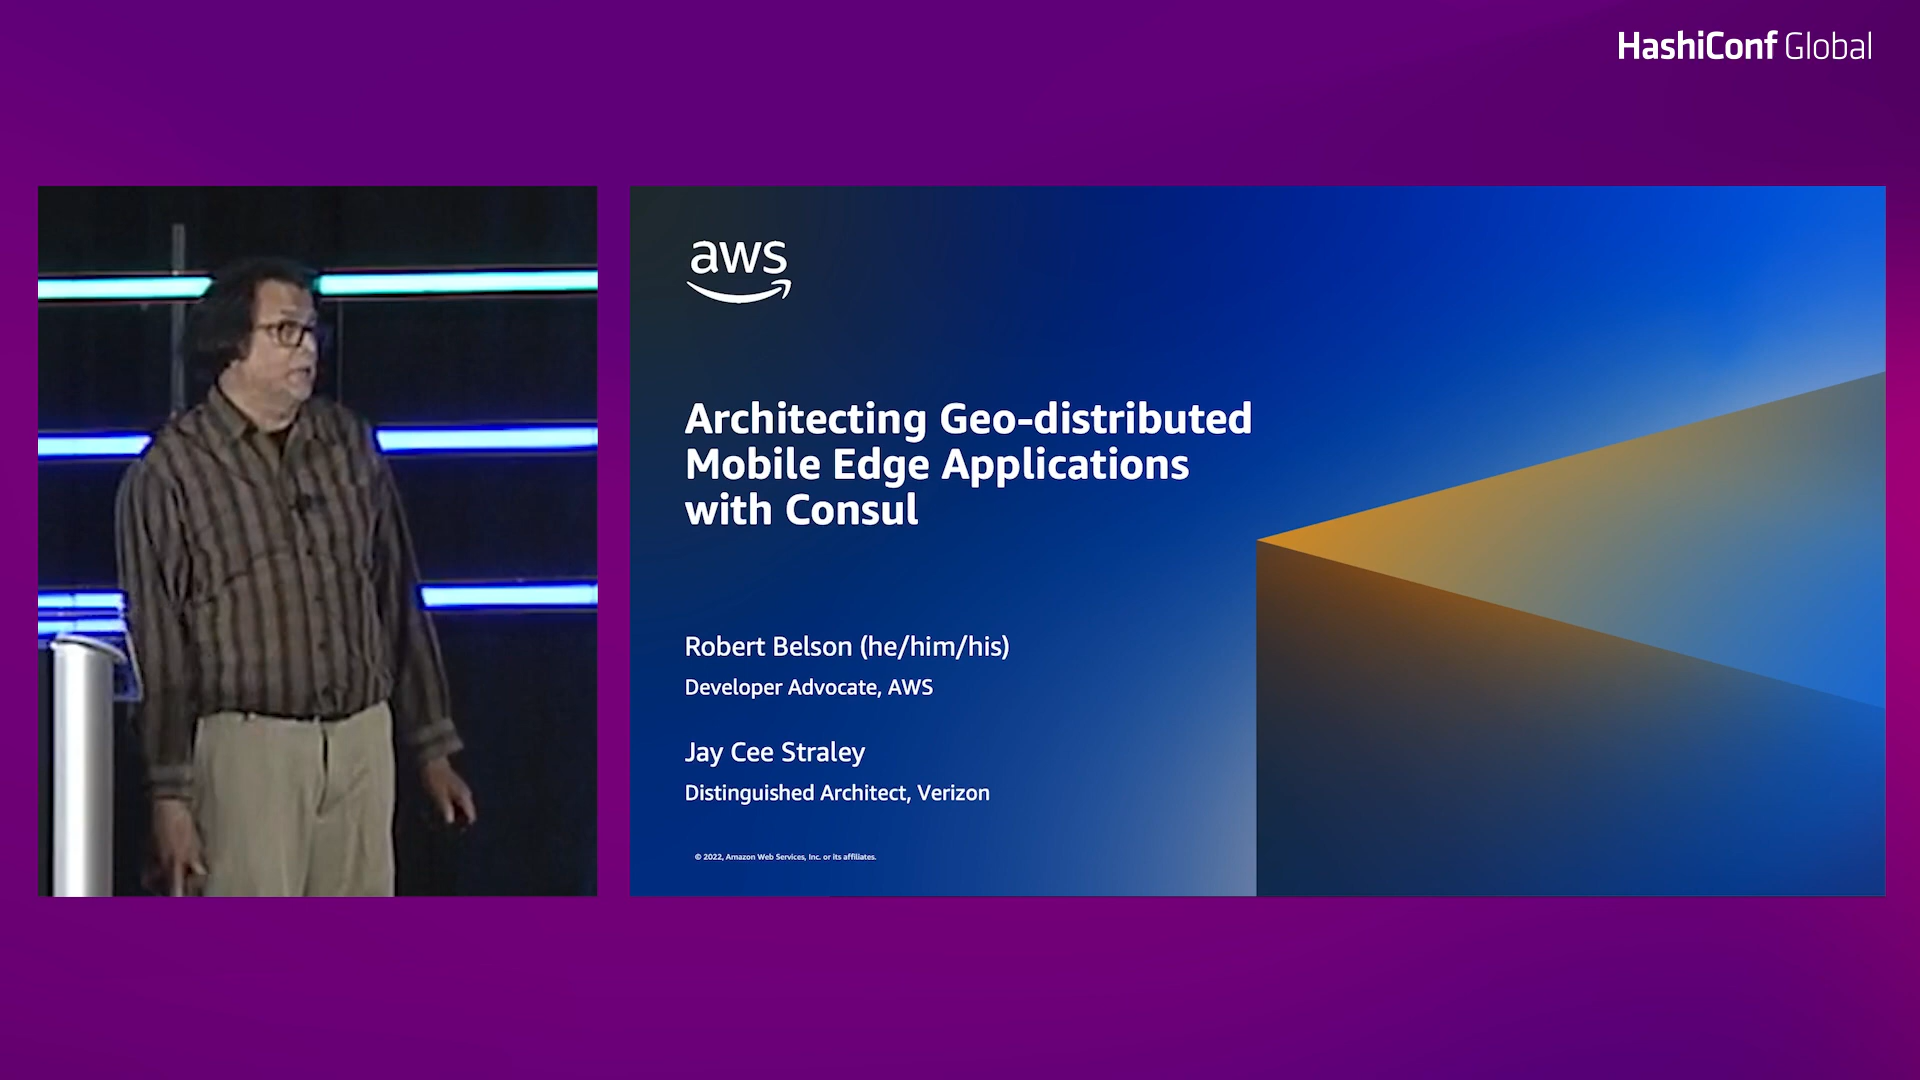 HashiConf Global
aws
Architecting Geo-distributed
Mobile Edge Applications
with Consul
Robert Belson (he/him/his)
Developer Advocate, AWS
Jay Cee Straley
Distinguished Architect, Verizon
© 2022, Amazon Web Services, Inc. or its affiliates.